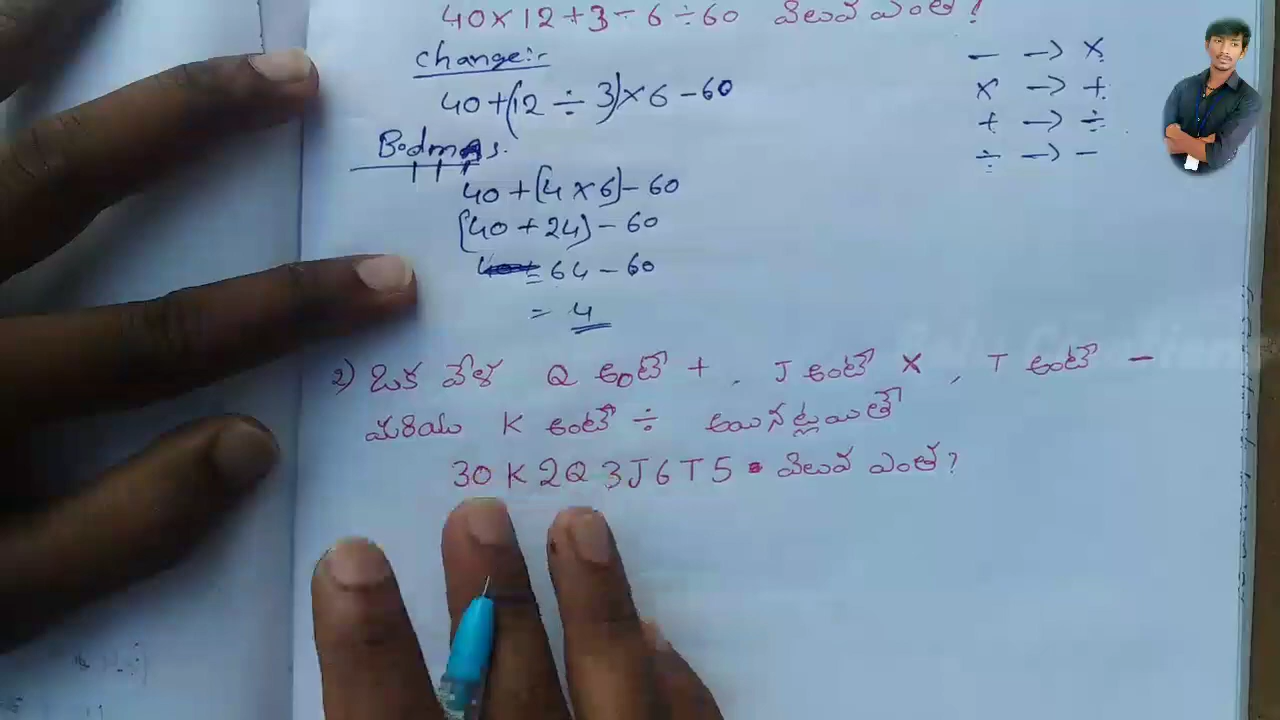 40 × 12 + 3 - 6 ÷ 60 విలువ ఎంత?
Change:-
40 + (12 ÷ 3) × 6 - 60
Bodmas.
40 + (4 × 6) - 60
(40 + 24) - 60
= 64 - 60
= 4
- → ×
× → +
+ → ÷
÷ → -
2) ఒక వేళ Q అంటే + , J అంటే × , T అంటే -
మరియు K అంటే ÷ అయినట్లయితే
30 K 2 Q 3 J 6 T 5 విలువ ఎంత?